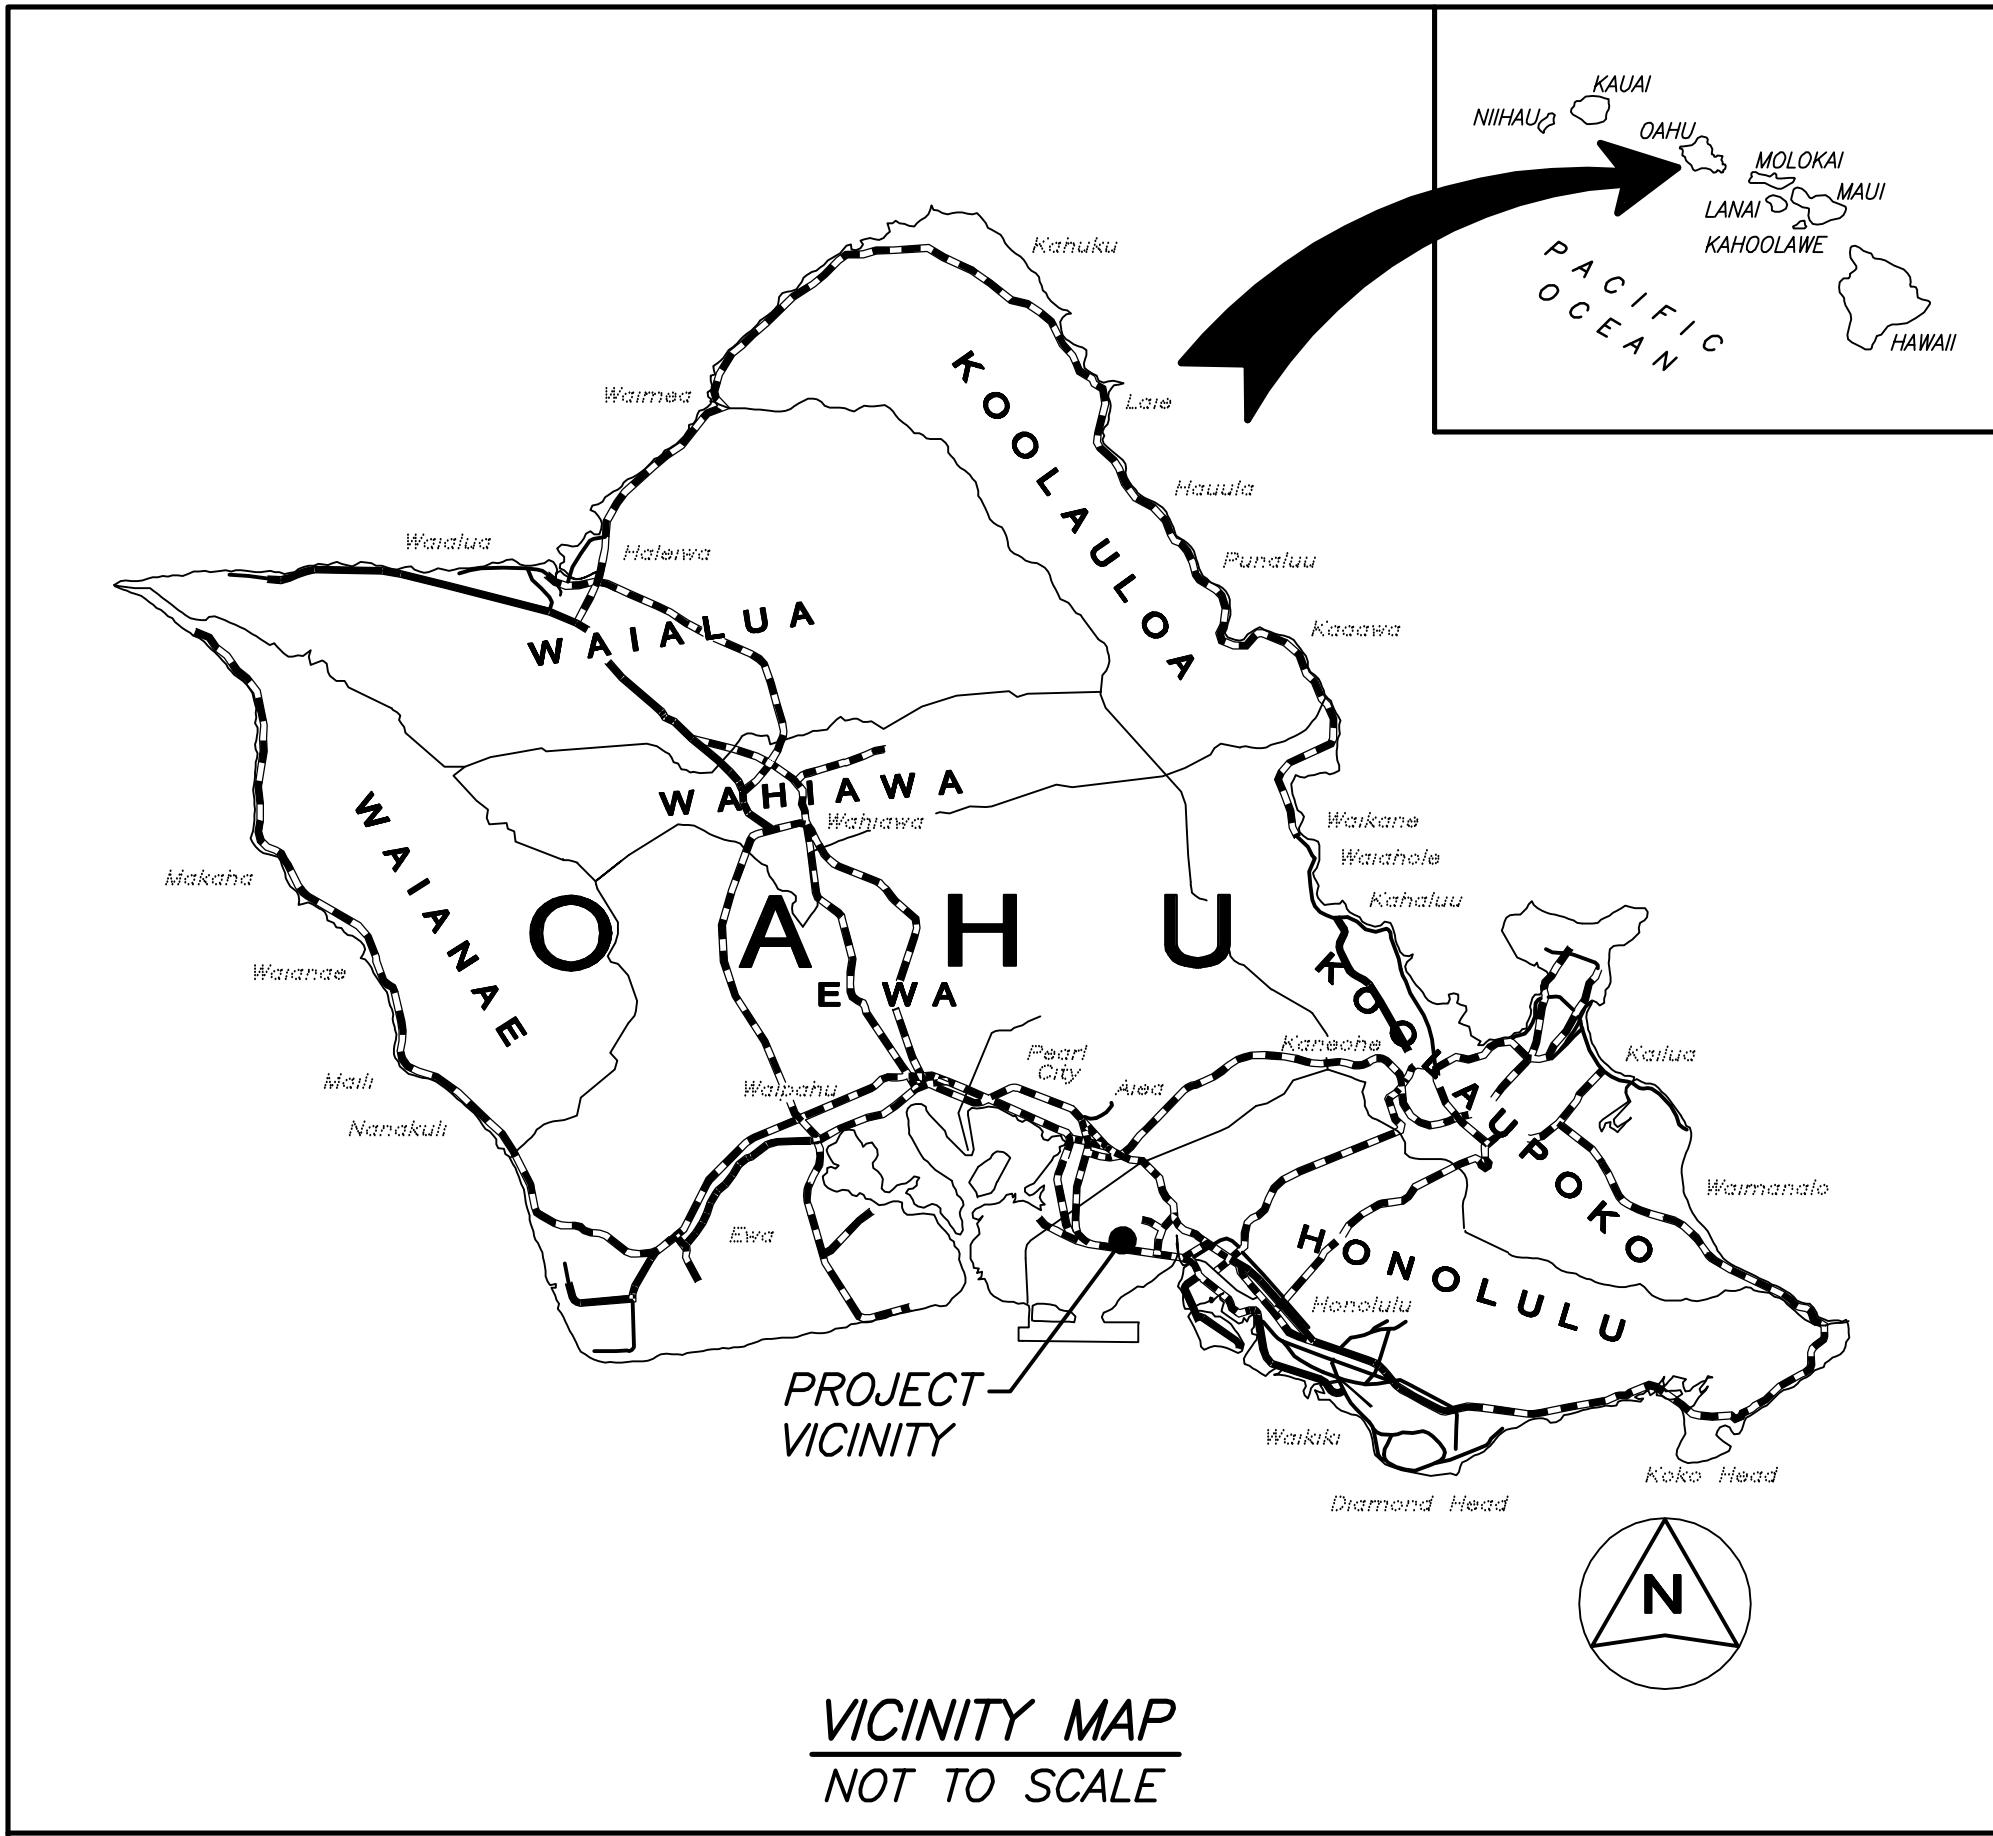 KAUAI
NIIHAU
OAHU
MOLOKAI
MAUI
LANAI
KAHOOLAWE
HAWAII
PACIFIC
OCEAN
Kahuku
Waimea
Laie
KOOLAULOA
Hauula
Waialua
Haleiwa
Punaluu
WAIALUA
Kaaawa
WAHIAWA
Wahiawa
Waikane
Waiahole
Kahaluu
Makaha
WAIANAE
OAHU
EWA
Waianae
KOOLAUPOKO
Kaneohe
Kailua
Pearl
City
Aiea
Maili
Waipahu
Nanakuli
Waimanalo
Ewa
HONOLULU
Honolulu
PROJECT
VICINITY
Waikiki
Koko Head
Diamond Head
N
VICINITY MAP
NOT TO SCALE